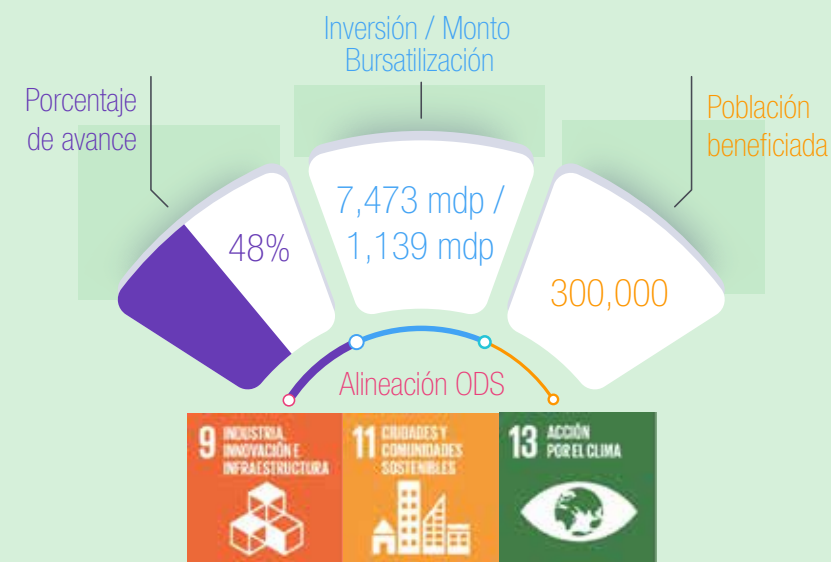 Inversión / Monto
Bursatilización
Porcentaje
de avance
Población
beneficiada
48%
7,473 mdp /
1,139 mdp
300,000
Alineación ODS
9 INDUSTRIA,
INNOVACIÓN E
INFRAESTRUCTURA
11 CIUDADES Y
COMUNIDADES
SOSTENIBLES
13 ACCIÓN
POR EL CLIMA